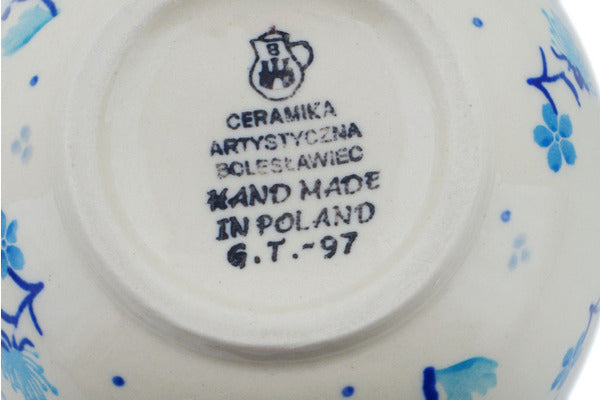 B
CERAMIKA
ARTYSTYCZNA
BOLESŁAWIEC
HAND MADE
IN POLAND
G.T.-97